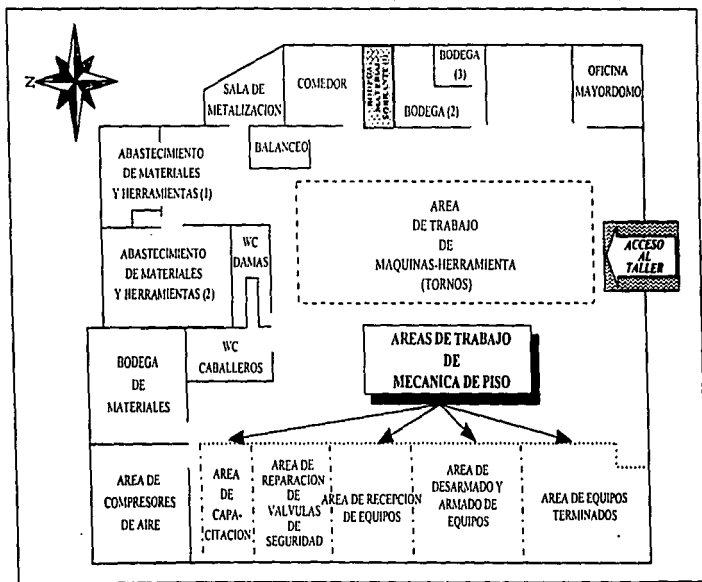 N
SALA DE
METALIZACION
COMEDOR
BODEGA
MATERIAL
SOBRANTE (1)
BODEGA
(3)
BODEGA (2)
OFICINA
MAYORDOMO
ABASTECIMIENTO
DE MATERIALES
Y HERRAMIENTAS (1)
BALANCEO
AREA
DE TRABAJO
DE
MAQUINAS-HERRAMIENTA
(TORNOS)
ACCESO
AL
TALLER
ABASTECIMIENTO
DE MATERIALES
Y HERRAMIENTAS (2)
WC
DAMAS
WC
CABALLEROS
BODEGA
DE
MATERIALES
AREAS DE TRABAJO
DE
MECANICA DE PISO
AREA DE
COMPRESORES
DE AIRE
AREA
DE
CAPA-
CITACION
AREA DE
REPARACION
DE
VALVULAS
DE
SEGURIDAD
AREA DE RECEPCION
DE EQUIPOS
AREA DE
DESARMADO Y
ARMADO DE
EQUIPOS
AREA DE EQUIPOS
TERMINADOS